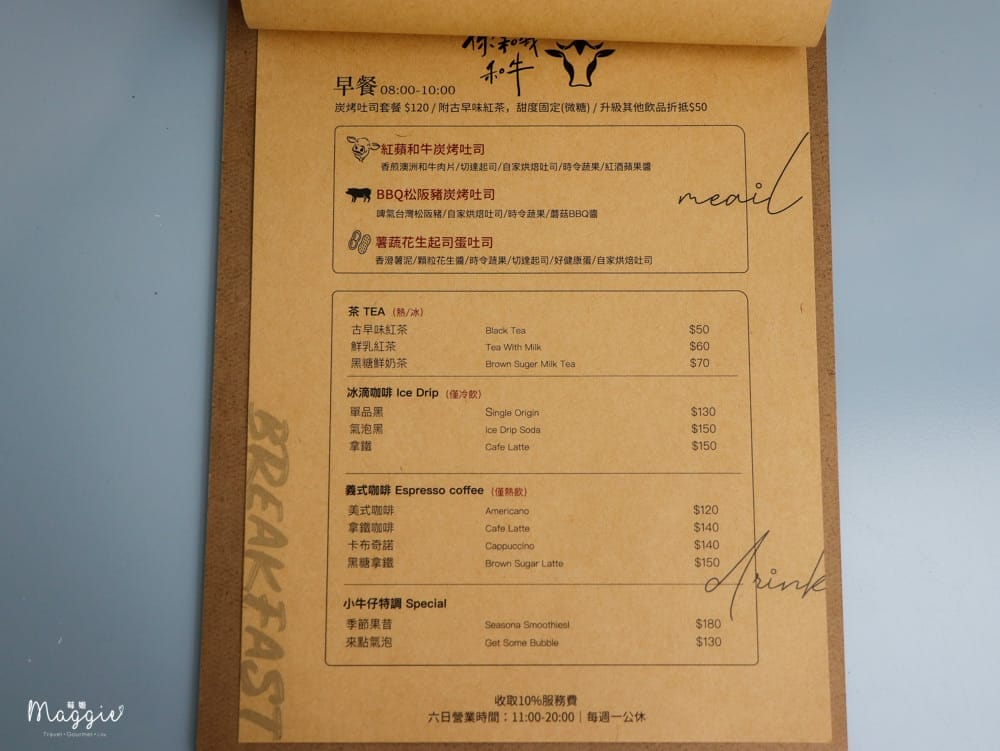 你和我
和牛
早餐 08:00-10:00
炭烤吐司套餐 $120 / 附古早味紅茶，甜度固定(微糖) / 升級其他飲品折抵$50
紅蘋和牛炭烤吐司
香煎澳洲和牛肉片/切達起司/自家烘焙吐司/時令蔬果/紅酒蘋果醬
BBQ松阪豬炭烤吐司
啤氣台灣松阪豬/自家烘焙吐司/時令蔬果/蘑菇BBQ醬
薯蔬花生起司蛋吐司
香澄薯泥/顆粒花生醬/時令蔬果/切達起司/好健康蛋/自家烘焙吐司
meail
茶 TEA (熱/冰)
古早味紅茶 Black Tea $50
鮮乳紅茶 Tea With Milk $60
黑糖鮮奶茶 Brown Suger Milk Tea $70
冰滴咖啡 Ice Drip (僅冷飲)
單品黑 Single Origin $130
氣泡黑 ice Drip Soda $150
拿鐵 Cafe Latte $150
義式咖啡 Espresso coffee (僅熱飲)
美式咖啡 Americano $120
拿鐵咖啡 Cafe Latte $140
卡布奇諾 Cappuccino $140
黑糖拿鐵 Brown Sugar Latte $150
drink
小牛仔特調 Special
季節果昔 Seasona Smoothiesl $180
來點氣泡 Get Some Bubble $130
BREAKFAST
收取10%服務費
六日營業時間：11:00-20:00｜每週一公休
莓姬
Maggie
Travel・Gourmet・Life